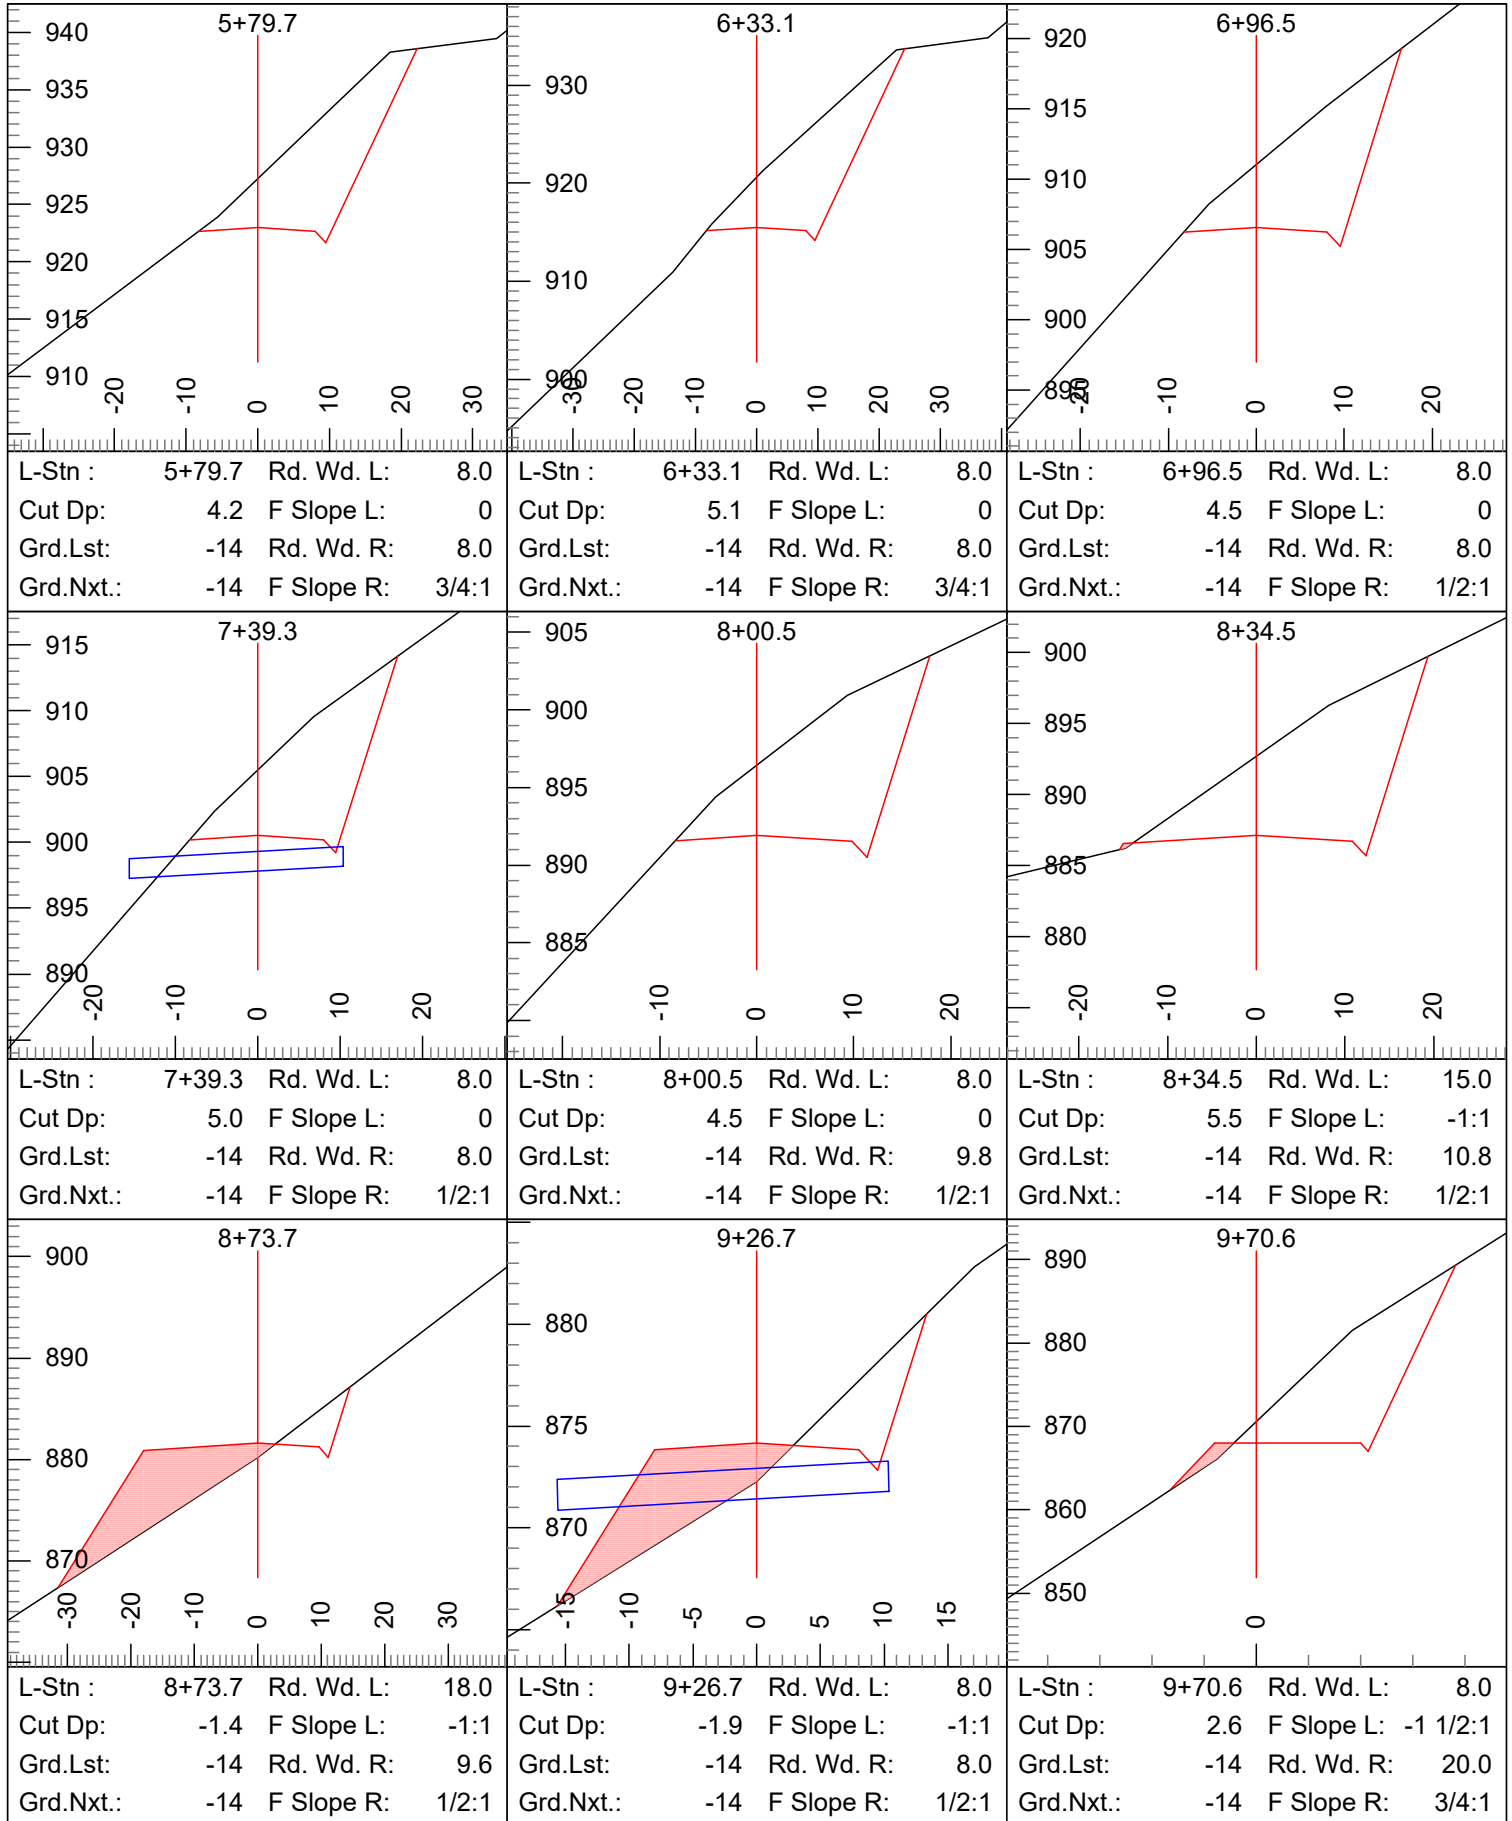 5+79.7
940
935
930
925
920
915
910
-20
-10
0
10
20
30
6+33.1
930
920
910
900
-30
-20
-10
0
10
20
30
6+96.5
920
915
910
905
900
895
-20
-10
0
10
20
L-Stn : 5+79.7 Rd. Wd. L: 8.0
Cut Dp: 4.2 F Slope L: 0
Grd.Lst: -14 Rd. Wd. R: 8.0
Grd.Nxt.: -14 F Slope R: 3/4:1
L-Stn : 6+33.1 Rd. Wd. L: 8.0
Cut Dp: 5.1 F Slope L: 0
Grd.Lst: -14 Rd. Wd. R: 8.0
Grd.Nxt.: -14 F Slope R: 3/4:1
L-Stn : 6+96.5 Rd. Wd. L: 8.0
Cut Dp: 4.5 F Slope L: 0
Grd.Lst: -14 Rd. Wd. R: 8.0
Grd.Nxt.: -14 F Slope R: 1/2:1
7+39.3
915
910
905
900
895
890
-20
-10
0
10
20
8+00.5
905
900
895
890
885
-10
0
10
20
8+34.5
900
895
890
885
880
-20
-10
0
10
20
L-Stn : 7+39.3 Rd. Wd. L: 8.0
Cut Dp: 5.0 F Slope L: 0
Grd.Lst: -14 Rd. Wd. R: 8.0
Grd.Nxt.: -14 F Slope R: 1/2:1
L-Stn : 8+00.5 Rd. Wd. L: 8.0
Cut Dp: 4.5 F Slope L: 0
Grd.Lst: -14 Rd. Wd. R: 9.8
Grd.Nxt.: -14 F Slope R: 1/2:1
L-Stn : 8+34.5 Rd. Wd. L: 15.0
Cut Dp: 5.5 F Slope L: -1:1
Grd.Lst: -14 Rd. Wd. R: 10.8
Grd.Nxt.: -14 F Slope R: 1/2:1
8+73.7
900
890
880
870
-30
-20
-10
0
10
20
30
9+26.7
880
875
870
-15
-10
-5
0
5
10
15
9+70.6
890
880
870
860
850
0
L-Stn : 8+73.7 Rd. Wd. L: 18.0
Cut Dp: -1.4 F Slope L: -1:1
Grd.Lst: -14 Rd. Wd. R: 9.6
Grd.Nxt.: -14 F Slope R: 1/2:1
L-Stn : 9+26.7 Rd. Wd. L: 8.0
Cut Dp: -1.9 F Slope L: -1:1
Grd.Lst: -14 Rd. Wd. R: 8.0
Grd.Nxt.: -14 F Slope R: 1/2:1
L-Stn : 9+70.6 Rd. Wd. L: 8.0
Cut Dp: 2.6 F Slope L: -1 1/2:1
Grd.Lst: -14 Rd. Wd. R: 20.0
Grd.Nxt.: -14 F Slope R: 3/4:1